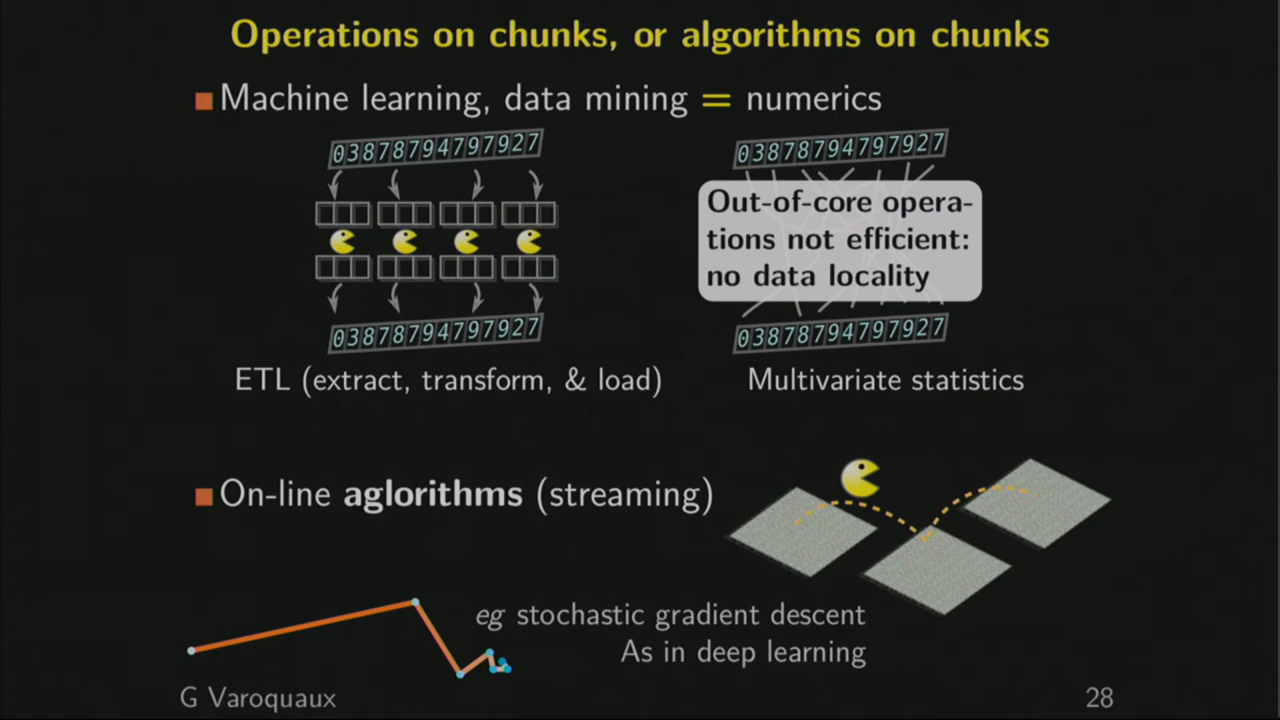 Operations on chunks, or algorithms on chunks
Machine learning, data mining = numerics
03878794797927
03878794797927
Out-of-core opera-
tions not efficient:
no data locality
03878794797927
03878794797927
ETL (extract, transform, & load)
Multivariate statistics
On-line aglorithms (streaming)
eg stochastic gradient descent
As in deep learning
G Varoquaux
28